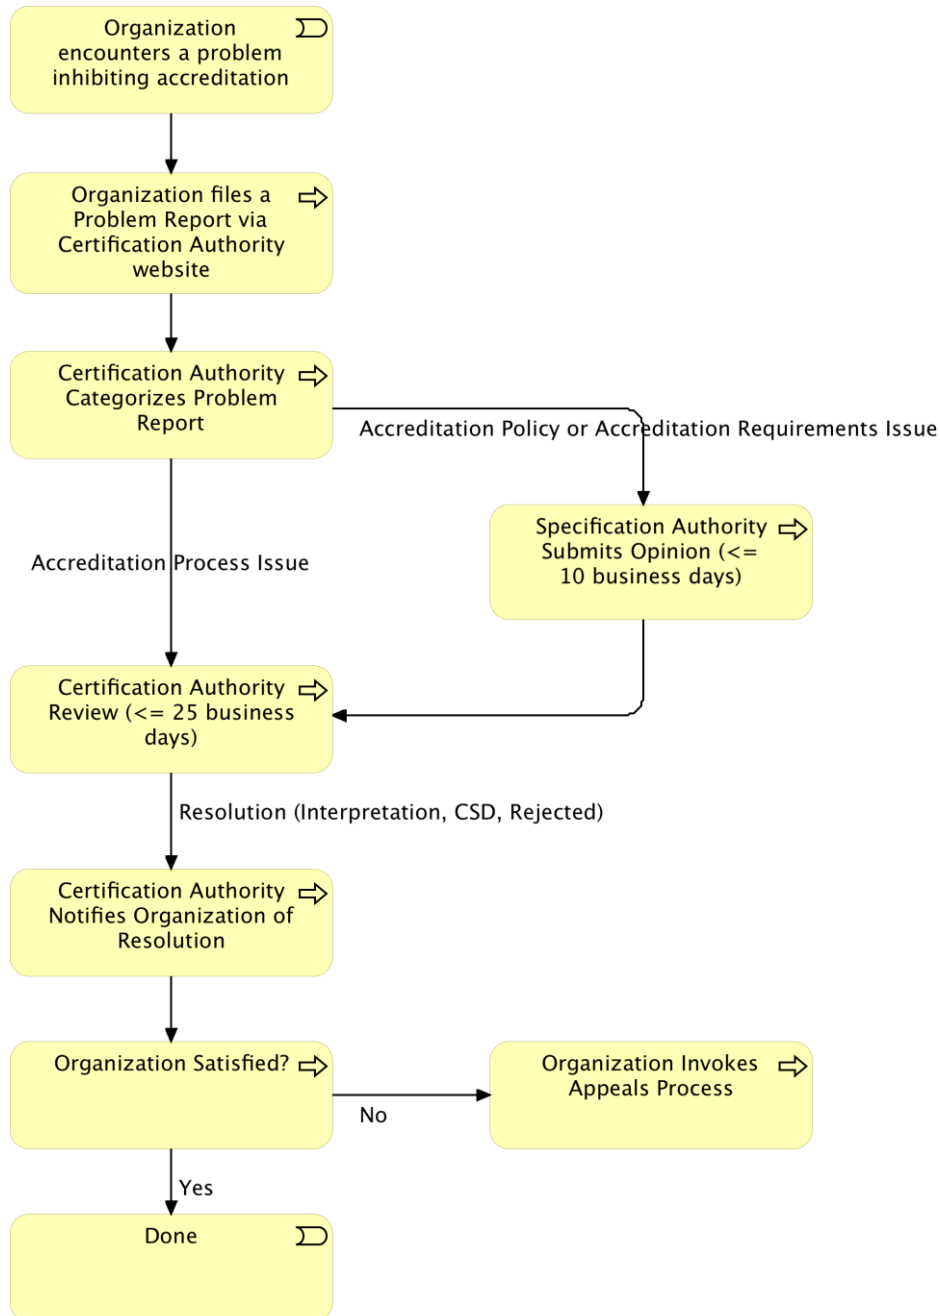 Organization
encounters a problem
inhibiting accreditation
Organization files a
Problem Report via
Certification Authority
website
Certification Authority
Categorizes Problem
Report
Accreditation Policy or Accreditation Requirements Issue
Specification Authority
Submits Opinion (<=
10 business days)
Accreditation Process Issue
Certification Authority
Review (<= 25 business
days)
Resolution (Interpretation, CSD, Rejected)
Certification Authority
Notifies Organization of
Resolution
Organization Satisfied?
No
Organization Invokes
Appeals Process
Yes
Done